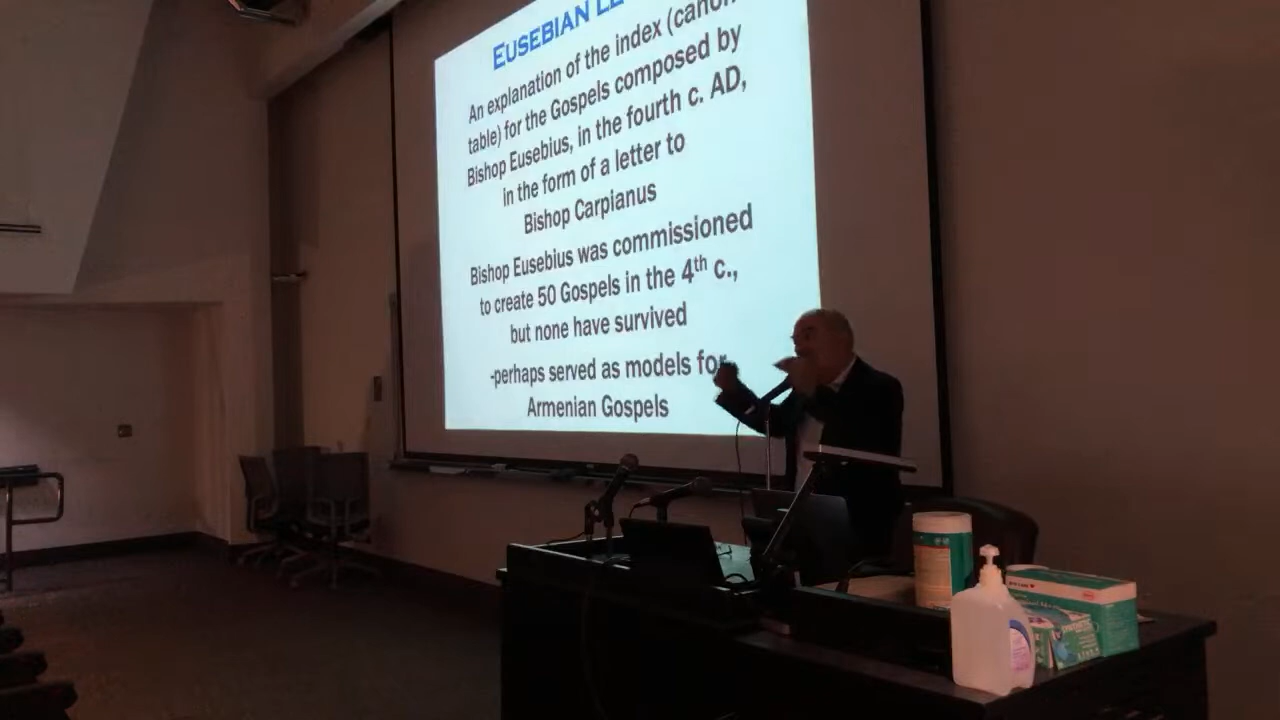 EUSEBIAN
An explanation of the index (canon
table) for the Gospels composed by
Bishop Eusebius, in the fourth c. AD,
in the form of a letter to
Bishop Carpianus
Bishop Eusebius was commissioned
to create 50 Gospels in the 4th c.,
but none have survived
-perhaps served as models for
Armenian Gospels